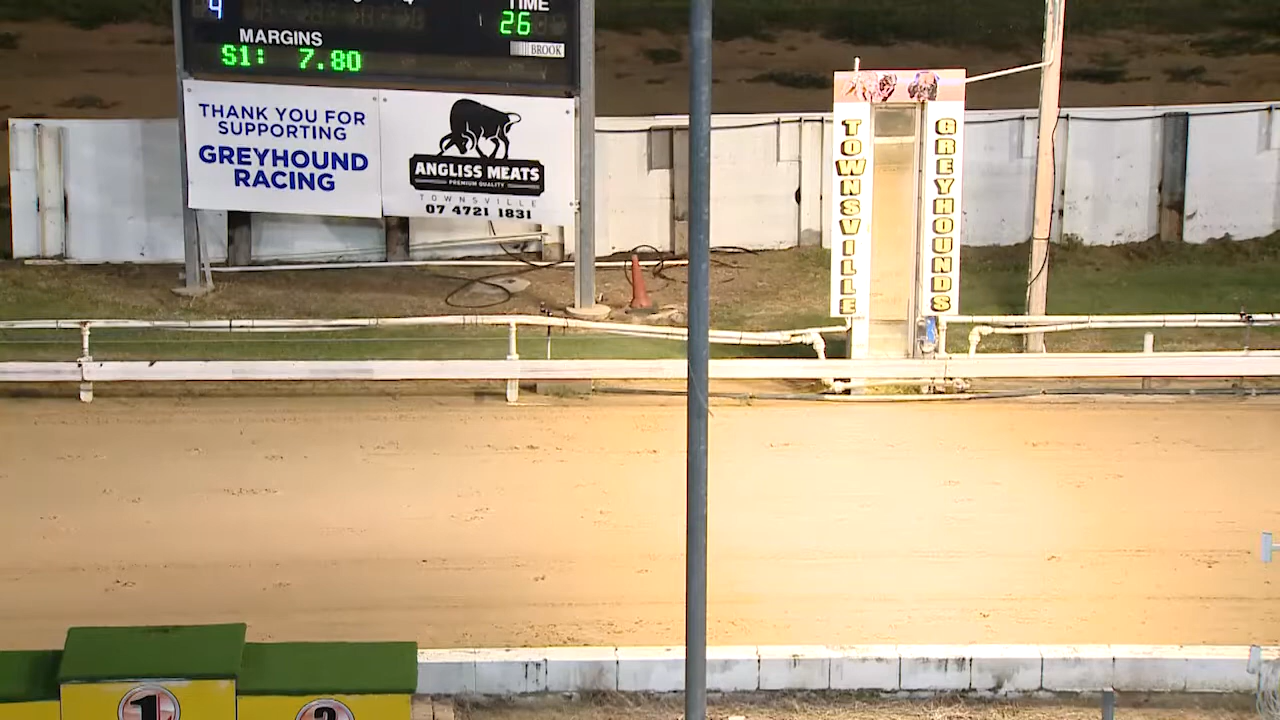 4
TIME
26
MARGINS
S1: 7.80
BROOK
THANK YOU FOR
SUPPORTING
GREYHOUND
RACING
ANGLISS MEATS
PREMIUM QUALITY
TOWNSVILLE
07 4721 1831
TOWNSVILLE
GREYHOUNDS
1
2